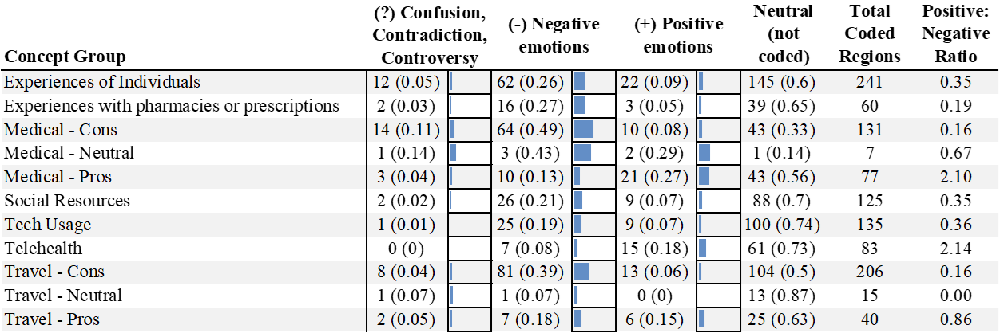 Concept Group (?) Confusion, Contradiction, Controversy (-) Negative emotions (+) Positive emotions Neutral (not coded) Total Coded Regions Positive: Negative Ratio
Experiences of Individuals 12 (0.05) 62 (0.26) 22 (0.09) 145 (0.6) 241 0.35
Experiences with pharmacies or prescriptions 2 (0.03) 16 (0.27) 3 (0.05) 39 (0.65) 60 0.19
Medical - Cons 14 (0.11) 64 (0.49) 10 (0.08) 43 (0.33) 131 0.16
Medical - Neutral 1 (0.14) 3 (0.43) 2 (0.29) 1 (0.14) 7 0.67
Medical - Pros 3 (0.04) 10 (0.13) 21 (0.27) 43 (0.56) 77 2.10
Social Resources 2 (0.02) 26 (0.21) 9 (0.07) 88 (0.7) 125 0.35
Tech Usage 1 (0.01) 25 (0.19) 9 (0.07) 100 (0.74) 135 0.36
Telehealth 0 (0) 7 (0.08) 15 (0.18) 61 (0.73) 83 2.14
Travel - Cons 8 (0.04) 81 (0.39) 13 (0.06) 104 (0.5) 206 0.16
Travel - Neutral 1 (0.07) 1 (0.07) 0 (0) 13 (0.87) 15 0.00
Travel - Pros 2 (0.05) 7 (0.18) 6 (0.15) 25 (0.63) 40 0.86